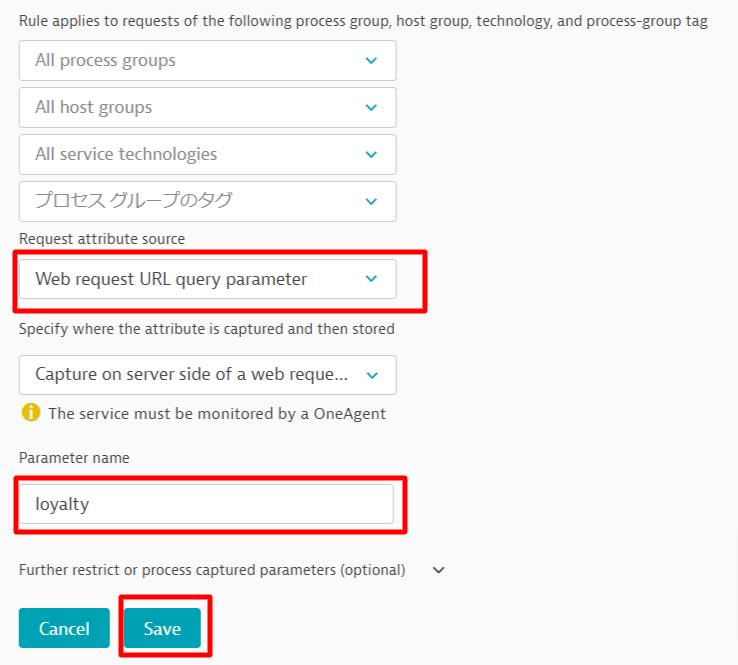 Rule applies to requests of the following process group, host group, technology, and process-group tag
All process groups
All host groups
All service technologies
プロセス グループのタグ
Request attribute source
Web request URL query parameter
Specify where the attribute is captured and then stored
Capture on server side of a web reque...
The service must be monitored by a OneAgent
Parameter name
loyalty
Further restrict or process captured parameters (optional)
Cancel Save